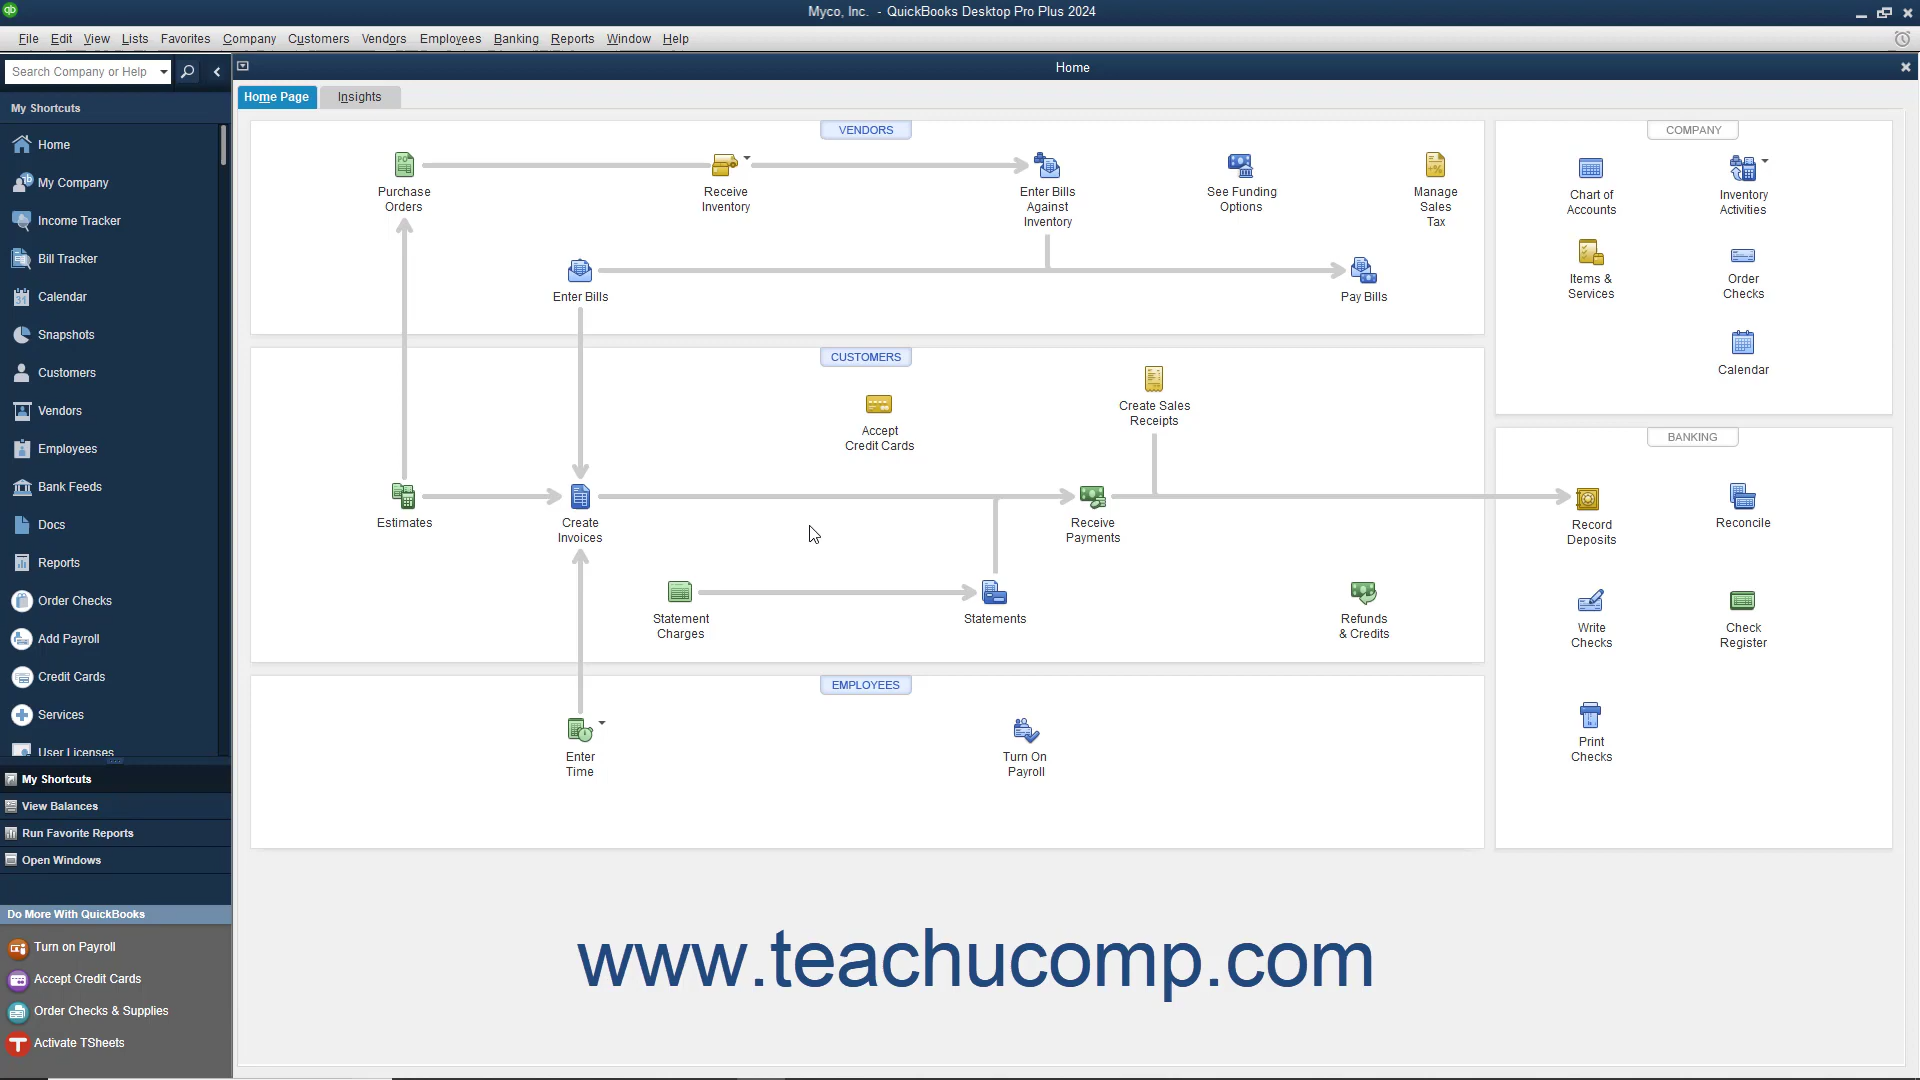 Myco, Inc. - QuickBooks Desktop Pro Plus 2024
File Edit View Lists Favorites Company Customers Vendors Employees Banking Reports Window Help
Search Company or Help
My Shortcuts
Home
My Company
Income Tracker
Bill Tracker
Calendar
Snapshots
Customers
Vendors
Employees
Bank Feeds
Docs
Reports
Order Checks
Add Payroll
Credit Cards
Services
User Licenses
My Shortcuts
View Balances
Run Favorite Reports
Open Windows
Do More With QuickBooks
Turn on Payroll
Accept Credit Cards
Order Checks & Supplies
Activate TSheets
Home
Home Page Insights
VENDORS
Purchase
Orders
Receive
Inventory
Enter Bills
Against
Inventory
See Funding
Options
Manage
Sales
Tax
Enter Bills
Pay Bills
CUSTOMERS
Accept
Credit Cards
Create Sales
Receipts
Estimates
Create
Invoices
Receive
Payments
Statement
Charges
Statements
Refunds
& Credits
EMPLOYEES
Enter
Time
Turn On
Payroll
COMPANY
Chart of
Accounts
Inventory
Activities
Items &
Services
Order
Checks
Calendar
BANKING
Record
Deposits
Reconcile
Write
Checks
Check
Register
Print
Checks
www.teachucomp.com